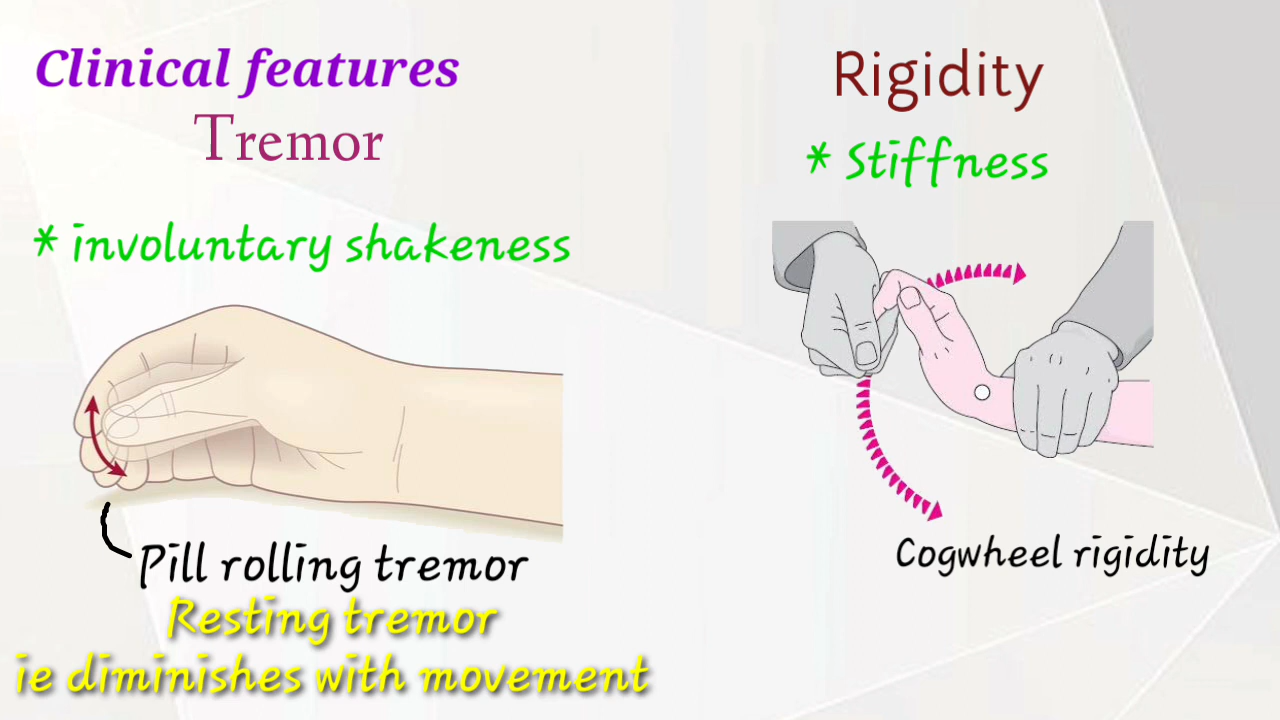 Clinical features
Tremor
* involuntary shakeness
Pill rolling tremor
Resting tremor
ie diminishes with movement
Rigidity
* Stiffness
Cogwheel rigidity